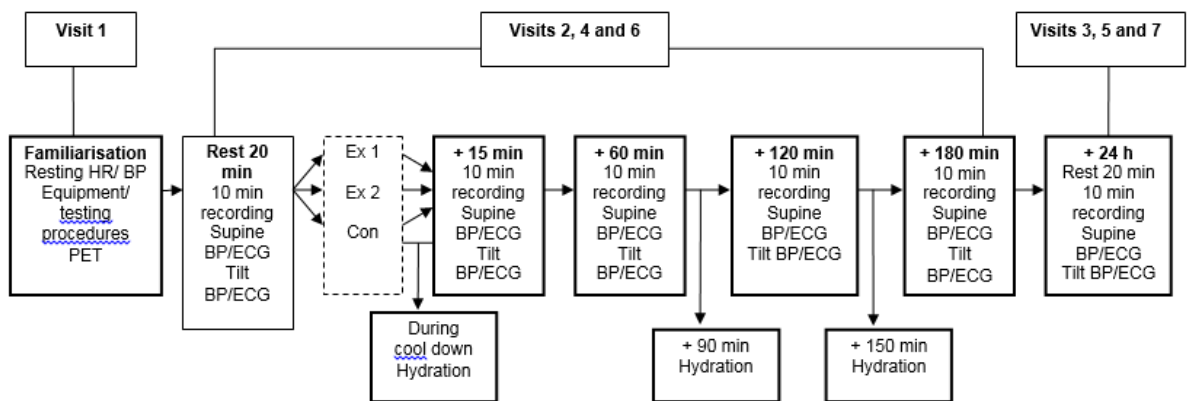 Visit 1
Visits 2, 4 and 6
Visits 3, 5 and 7
Familiarisation
Resting HR/ BP
Equipment/
testing
procedures
PET
Rest 20
min
10 min
recording
Supine
BP/ECG
Tilt
BP/ECG
Ex 1
Ex 2
Con
+ 15 min
10 min
recording
Supine
BP/ECG
Tilt
BP/ECG
+ 60 min
10 min
recording
Supine
BP/ECG
Tilt
BP/ECG
+ 120 min
10 min
recording
Supine
BP/ECG
Tilt BP/ECG
+ 180 min
10 min
recording
Supine
BP/ECG
Tilt
BP/ECG
+ 24 h
Rest 20 min
10 min
recording
Supine
BP/ECG
Tilt BP/ECG
During
cool down
Hydration
+ 90 min
Hydration
+ 150 min
Hydration